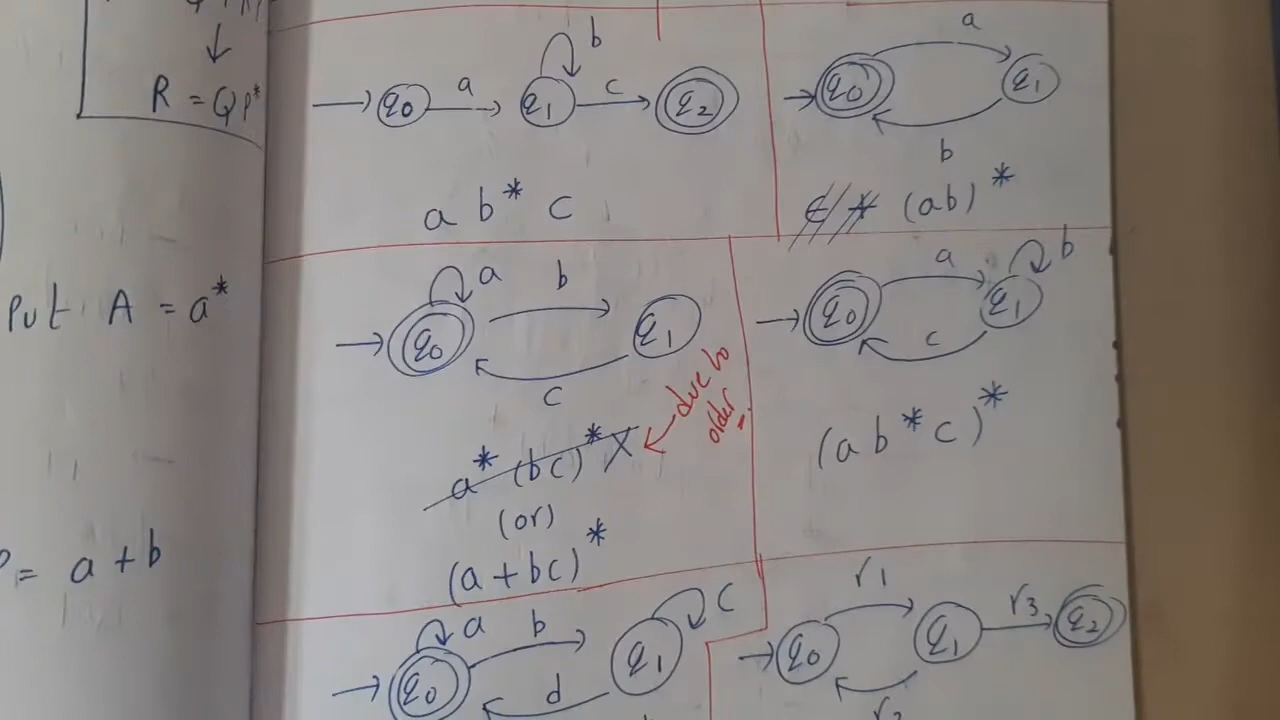 R = QP*
Put A = a*
= a + b
b
q0 a q1 c q2
a b* c
a
q0 q1
b
(ab)*
a b
q0 q1
c
a* (bc)* X
due to
order
(or)
(a + bc)*
a b
q0 q1
c
(a b* c)*
a b c
q0 q1
d
r1 r3
q0 q1 q2
r2